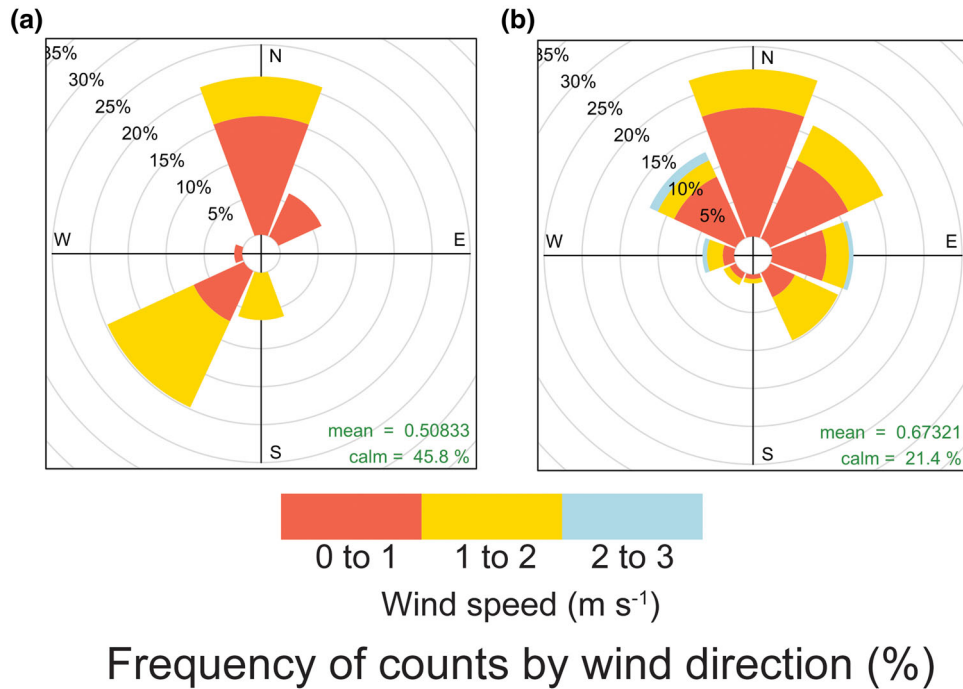 (a)
(b)
35%
30%
25%
20%
15%
10%
5%
N
W
E
S
mean = 0.50833
calm = 45.8 %
35%
30%
25%
20%
15%
10%
5%
N
W
E
S
mean = 0.67321
calm = 21.4 %
0 to 1
1 to 2
2 to 3
Wind speed (m s⁻¹)
Frequency of counts by wind direction (%)